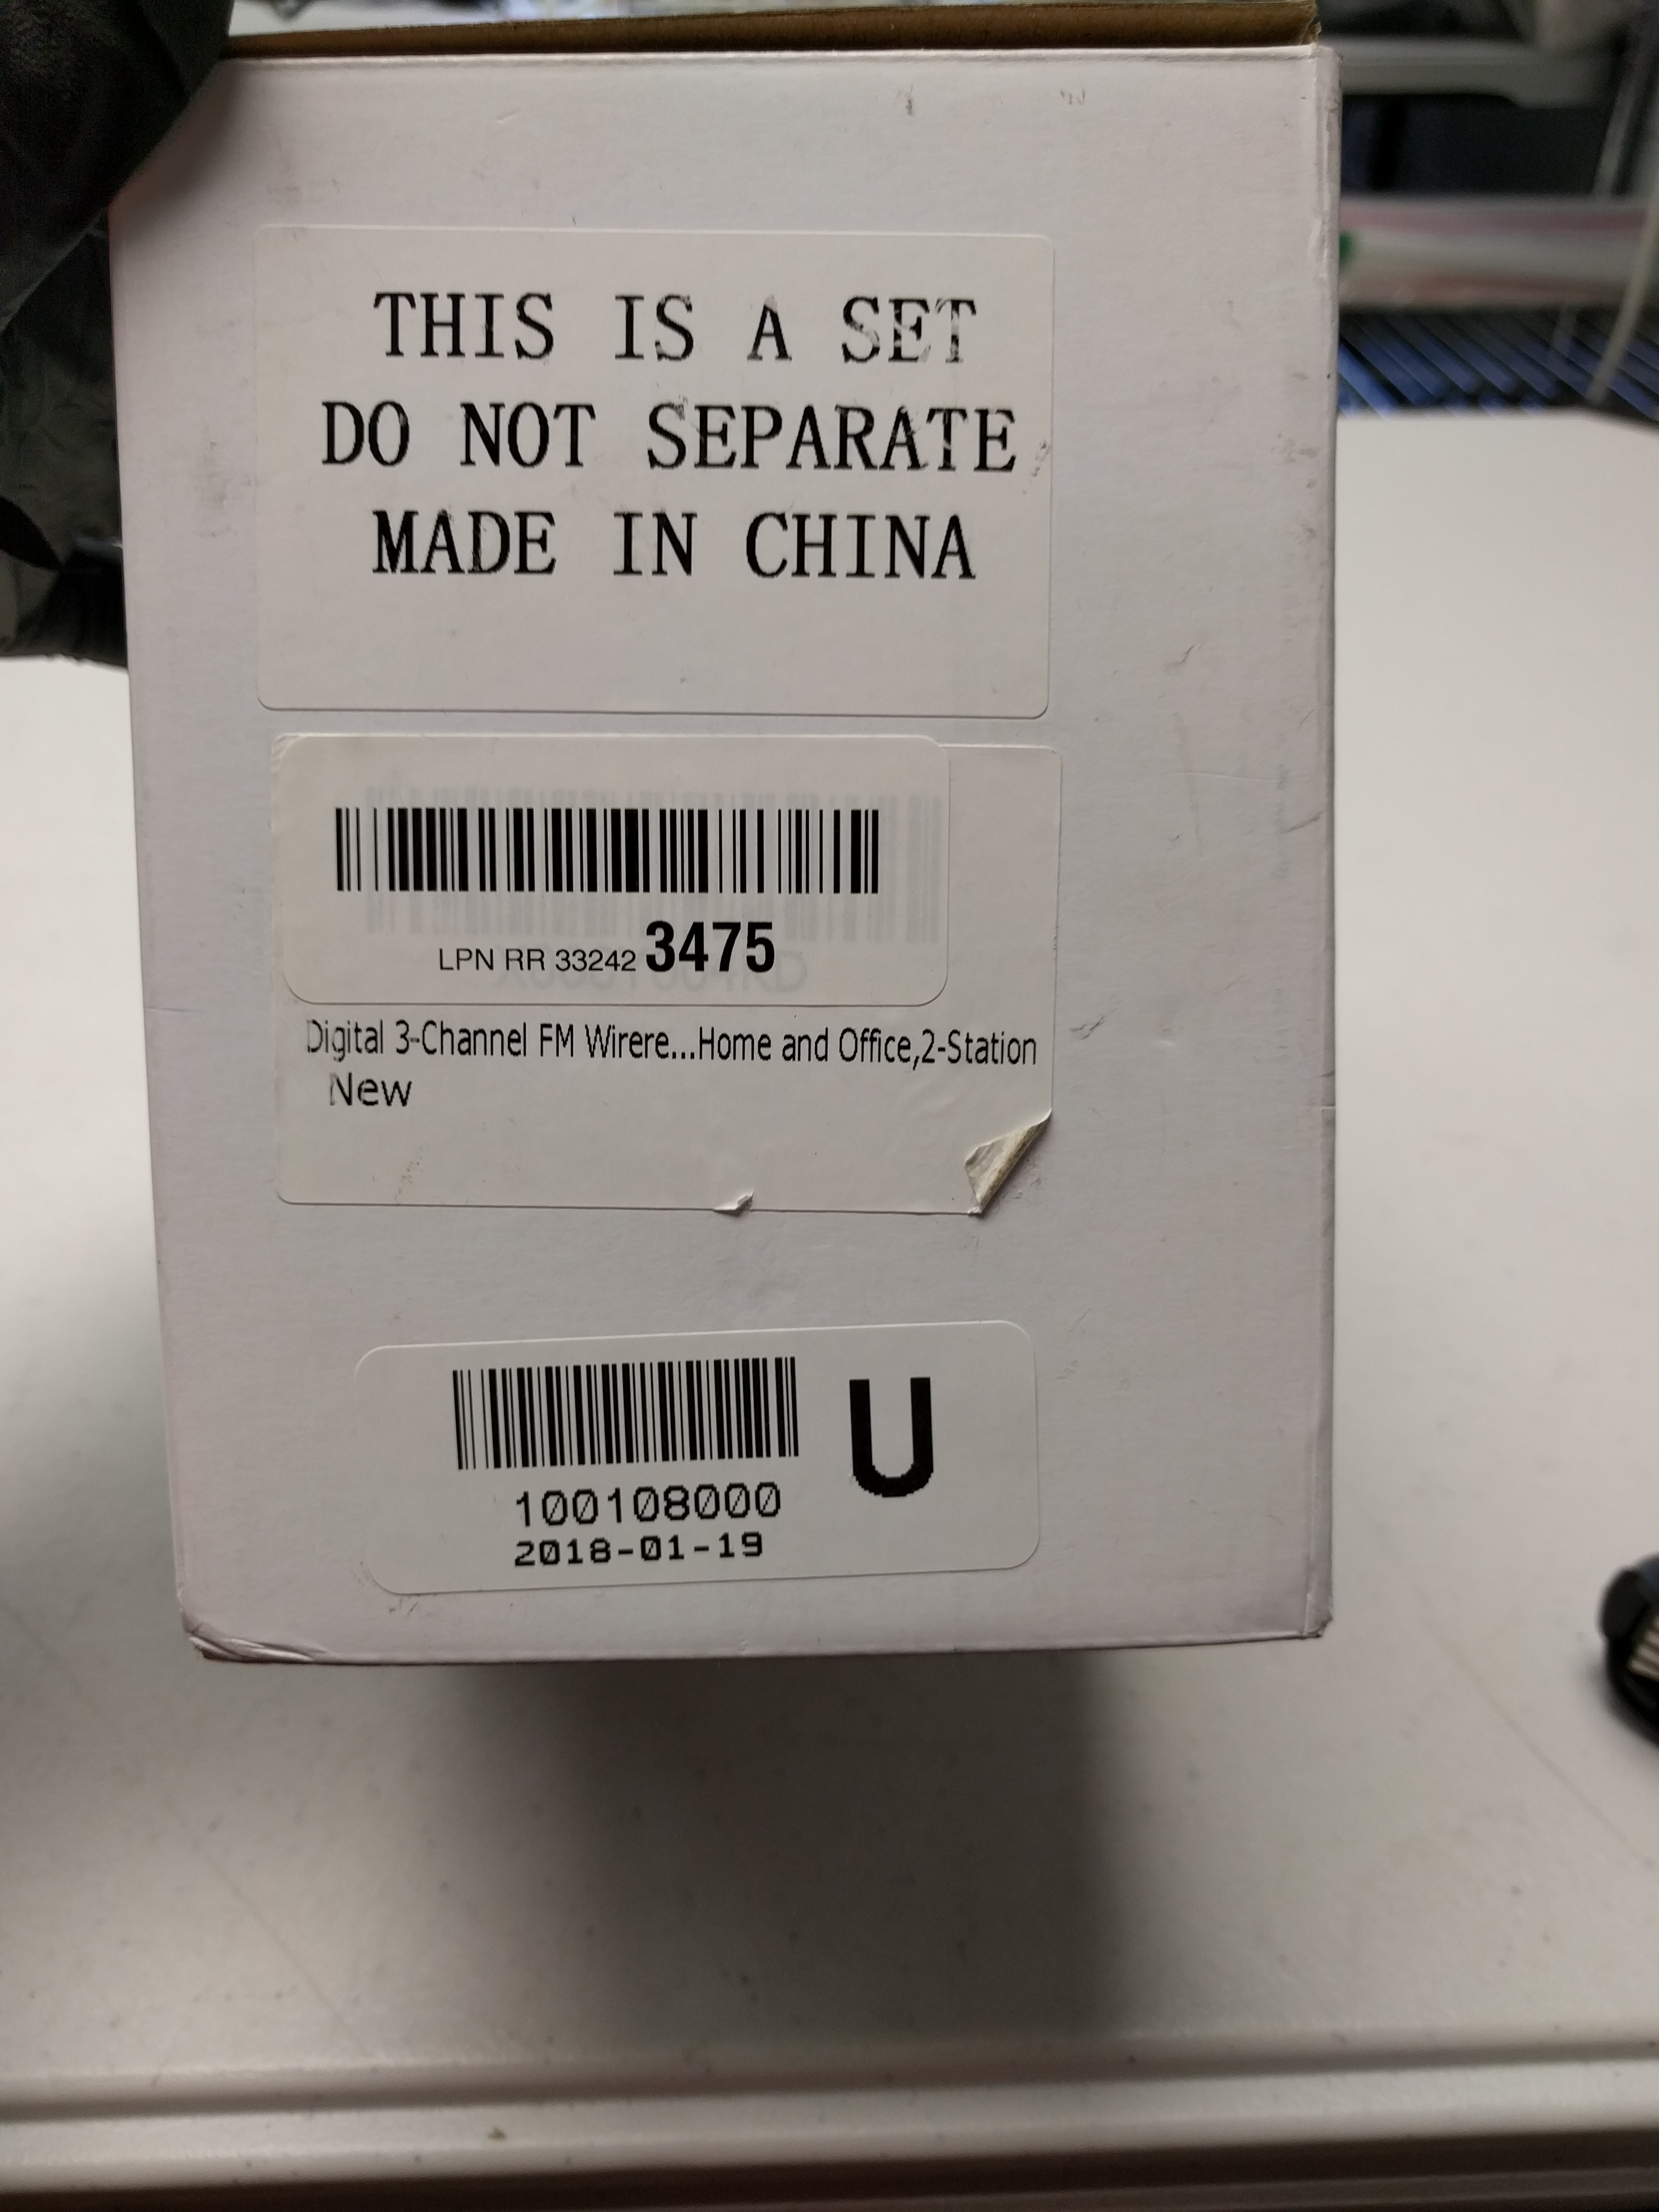 THIS IS A SET
DO NOT SEPARATE
MADE IN CHINA
LPN RR 33242 3475
Digital 3-Channel FM Wirere...Home and Office,2-Station
New
U
100108000
2018-01-19